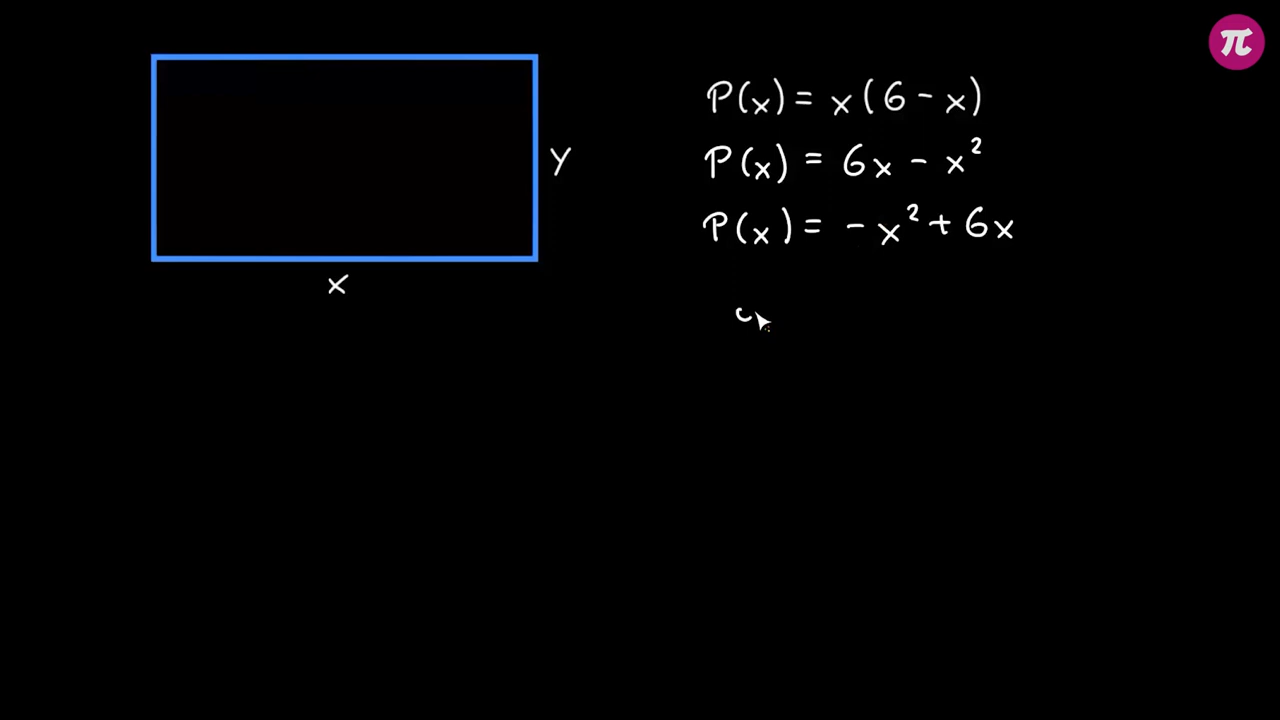 π
P(x) = x(6 - x)
y
P(x) = 6x - x²
P(x) = -x² + 6x
x